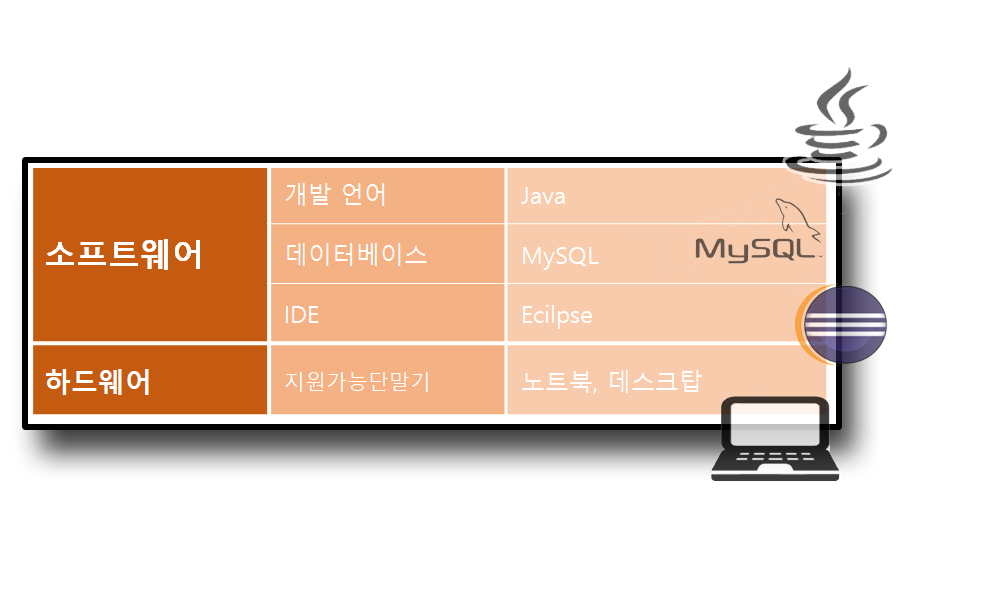 소프트웨어
개발 언어
Java
데이터베이스
MySQL
MySQL
IDE
Ecilpse
하드웨어
지원가능단말기
노트북, 데스크탑